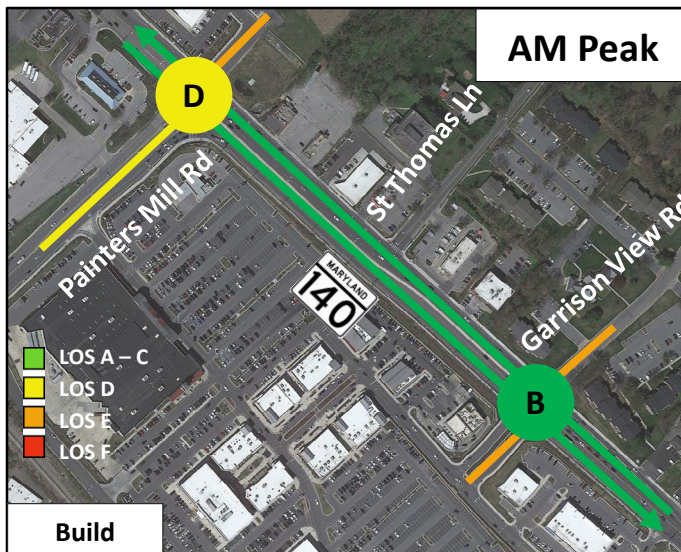 AM Peak
D
St Thomas Ln
Painters Mill Rd
MARYLAND
140
Garrison View Rd
LOS A – C
LOS D
LOS E
LOS F
B
Build